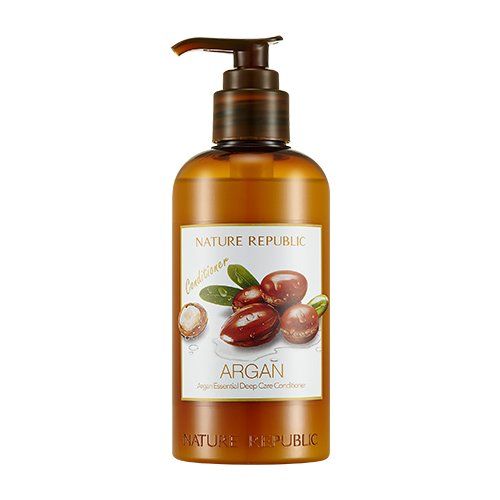 NATURE REPUBLIC
Conditioner
ARGAN
Argan Essential Deep Care Conditioner
NATURE REPUBLIC